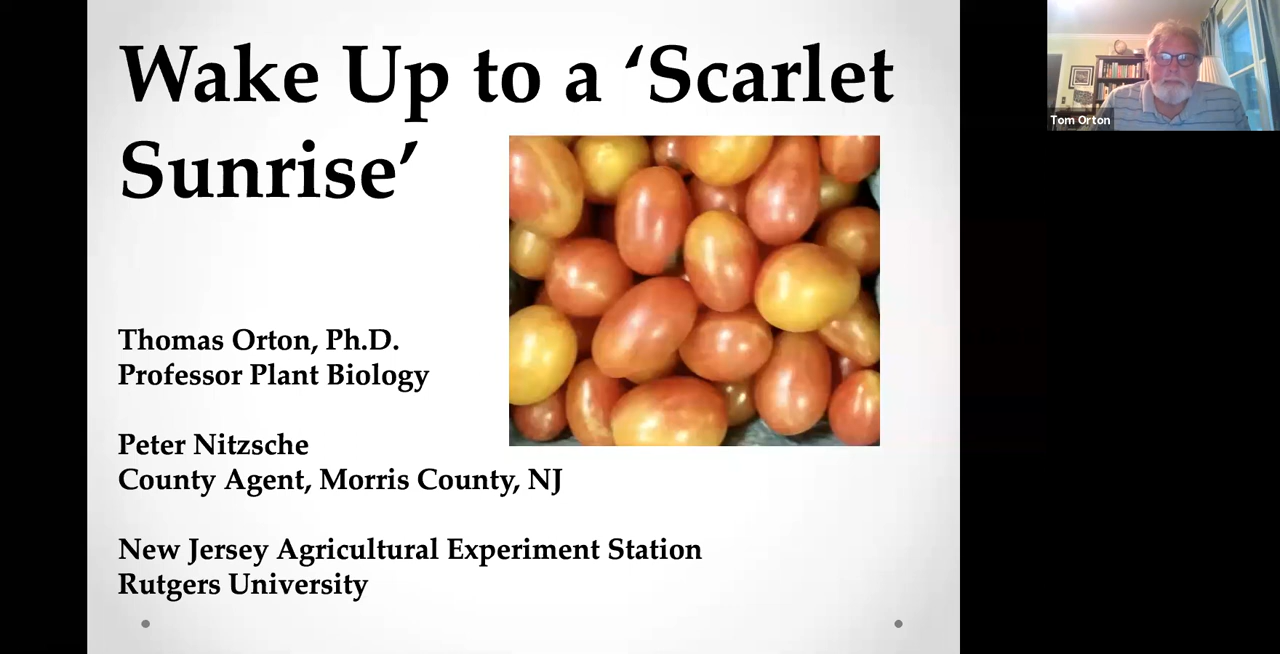 Wake Up to a ‘Scarlet
Sunrise’
Thomas Orton, Ph.D.
Professor Plant Biology
Peter Nitzsche
County Agent, Morris County, NJ
New Jersey Agricultural Experiment Station
Rutgers University
Tom Orton